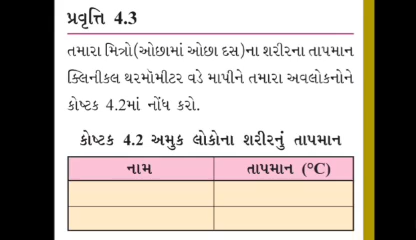 પ્રવૃત્તિ 4.3
તમારા મિત્રો(ઓછામાં ઓછા દસ)ના શરીરના તાપમાન
ક્લિનીકલ થરમૉમીટર વડે માપીને તમારા અવલોકનોને
કોષ્ટક 4.2માં નોંધ કરો.
કોષ્ટક 4.2 અમુક લોકોના શરીરનું તાપમાન
નામ તાપમાન (°C)